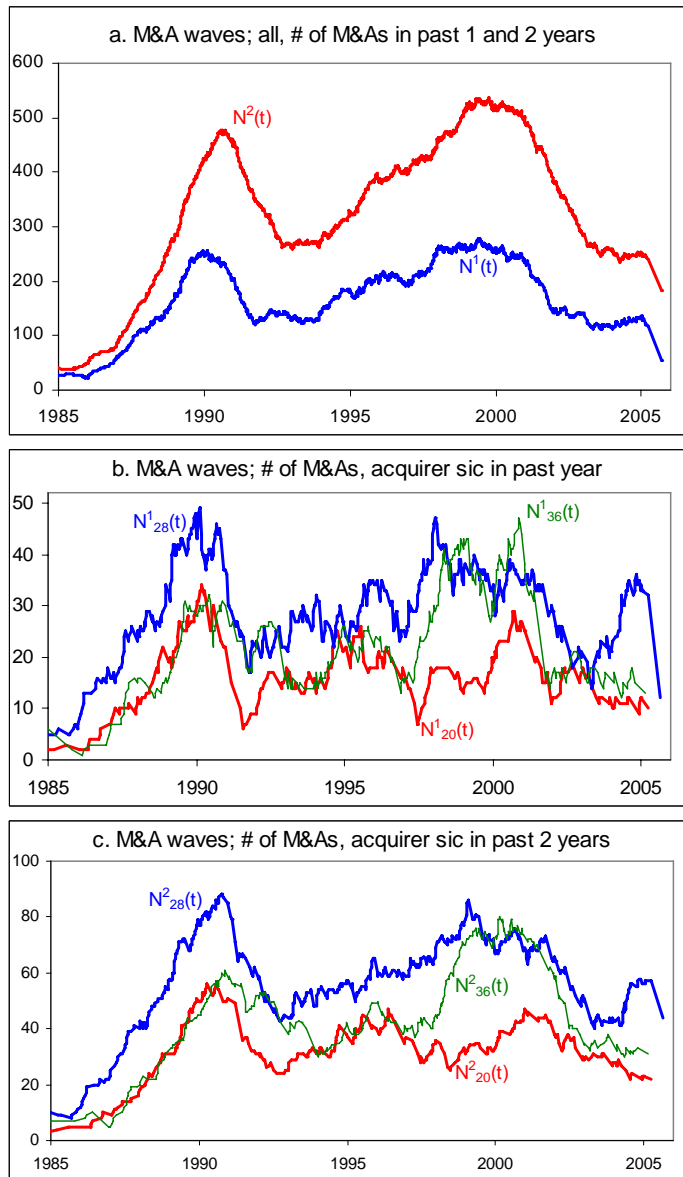 a. M&A waves; all, # of M&As in past 1 and 2 years
600
500
400
300
200
100
0
N²(t)
N¹(t)
1985 1990 1995 2000 2005
b. M&A waves; # of M&As, acquirer sic in past year
50
40
30
20
10
0
N¹₂₈(t)
N¹₃₆(t)
N¹₂₀(t)
1985 1990 1995 2000 2005
c. M&A waves; # of M&As, acquirer sic in past 2 years
100
80
60
40
20
0
N²₂₈(t)
N²₃₆(t)
N²₂₀(t)
1985 1990 1995 2000 2005